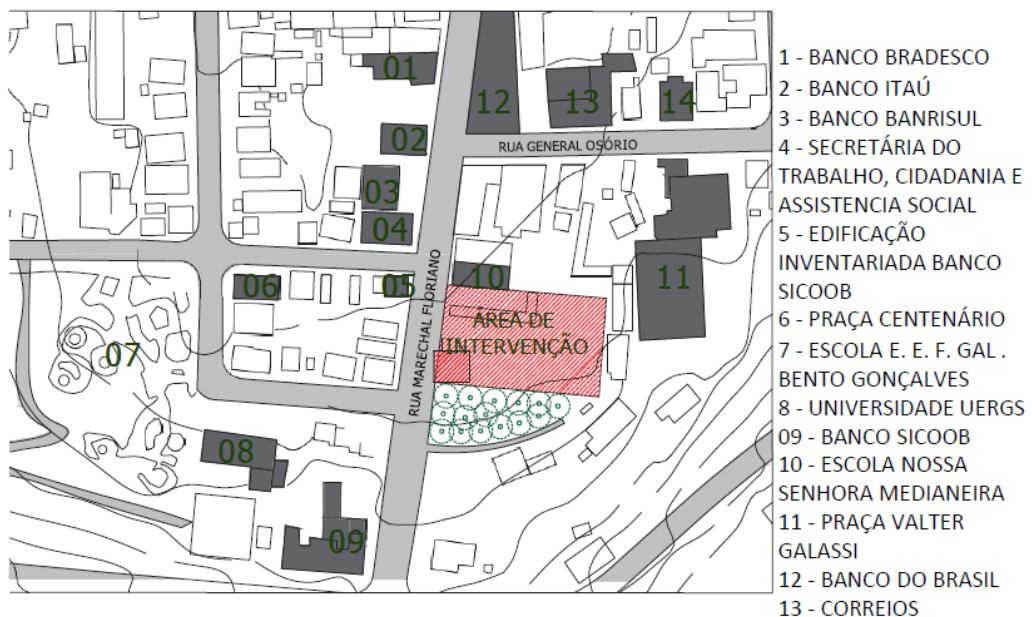 01
02
03
04
05
06
07
08
09
10
11
12
13
14
RUA GENERAL OSÓRIO
RUA MARECHAL FLORIANO
ÁREA DE
INTERVENÇÃO
1 - BANCO BRADESCO
2 - BANCO ITAÚ
3 - BANCO BANRISUL
4 - SECRETÁRIA DO
TRABALHO, CIDADANIA E
ASSISTENCIA SOCIAL
5 - EDIFICAÇÃO
INVENTARIADA BANCO
SICOOB
6 - PRAÇA CENTENÁRIO
7 - ESCOLA E. E. F. GAL .
BENTO GONÇALVES
8 - UNIVERSIDADE UERGS
09 - BANCO SICOOB
10 - ESCOLA NOSSA
SENHORA MEDIANEIRA
11 - PRAÇA VALTER
GALASSI
12 - BANCO DO BRASIL
13 - CORREIOS